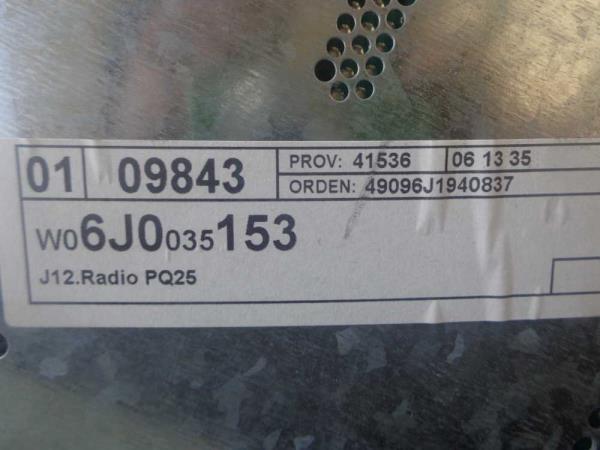 01 09843 PROV: 41536 06 13 35
ORDEN: 49096J1940837
W06J0035153
J12.Radio PQ25